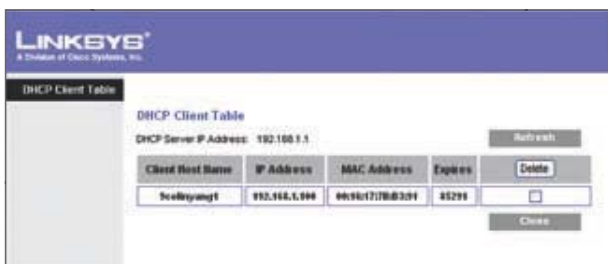 LINKSYS®
A Division of Cisco Systems, Inc.
DHCP Client Table
DHCP Client Table
DHCP Server IP Address: 192.168.1.1
Refresh
Client Host Name IP Address MAC Address Expires Delete
192.168.1.100 85291
Close